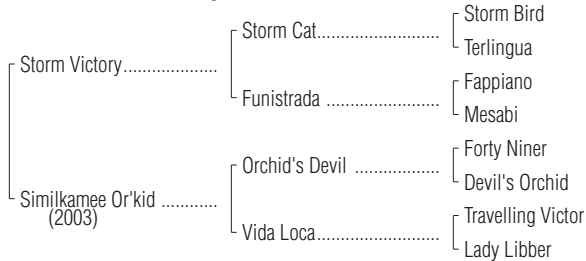 Storm Bird
Storm Cat....................
Terlingua
Storm Victory...................
Fappiano
Funistrada .....................
Mesabi
Forty Niner
Orchid's Devil .................
Devil's Orchid
Similkamee Or'kid ............
(2003)
Travelling Victor
Vida Loca.......................
Lady Libber